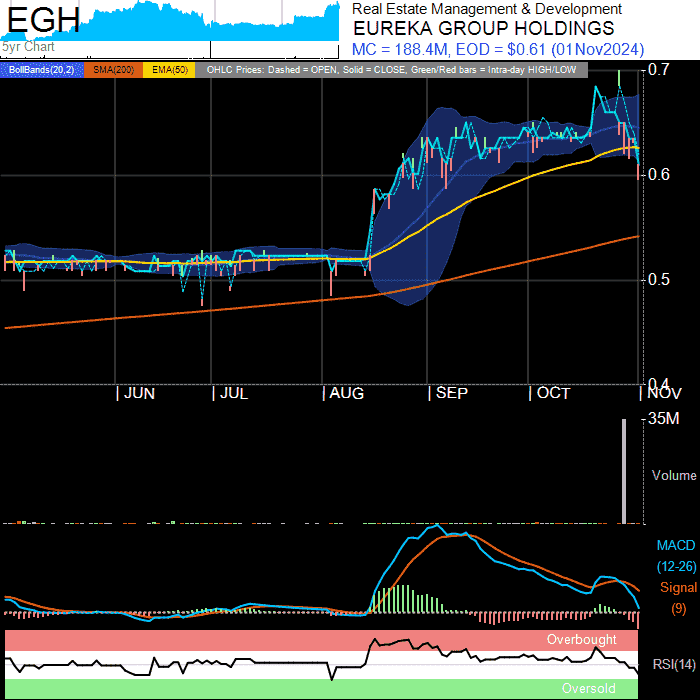 EGH
5yr Chart
Real Estate Management & Development
EUREKA GROUP HOLDINGS
MC = 188.4M, EOD = $0.61 (01Nov2024)
BollBands(20,2) SMA(200) EMA(50) OHLC Prices: Dashed = OPEN, Solid = CLOSE, Green/Red bars = Intra-day HIGH/LOW
0.7
0.6
0.5
0.4
JUN JUL AUG SEP OCT NOV
35M
Volume
MACD
(12-26)
Signal
(9)
Overbought
RSI(14)
Oversold